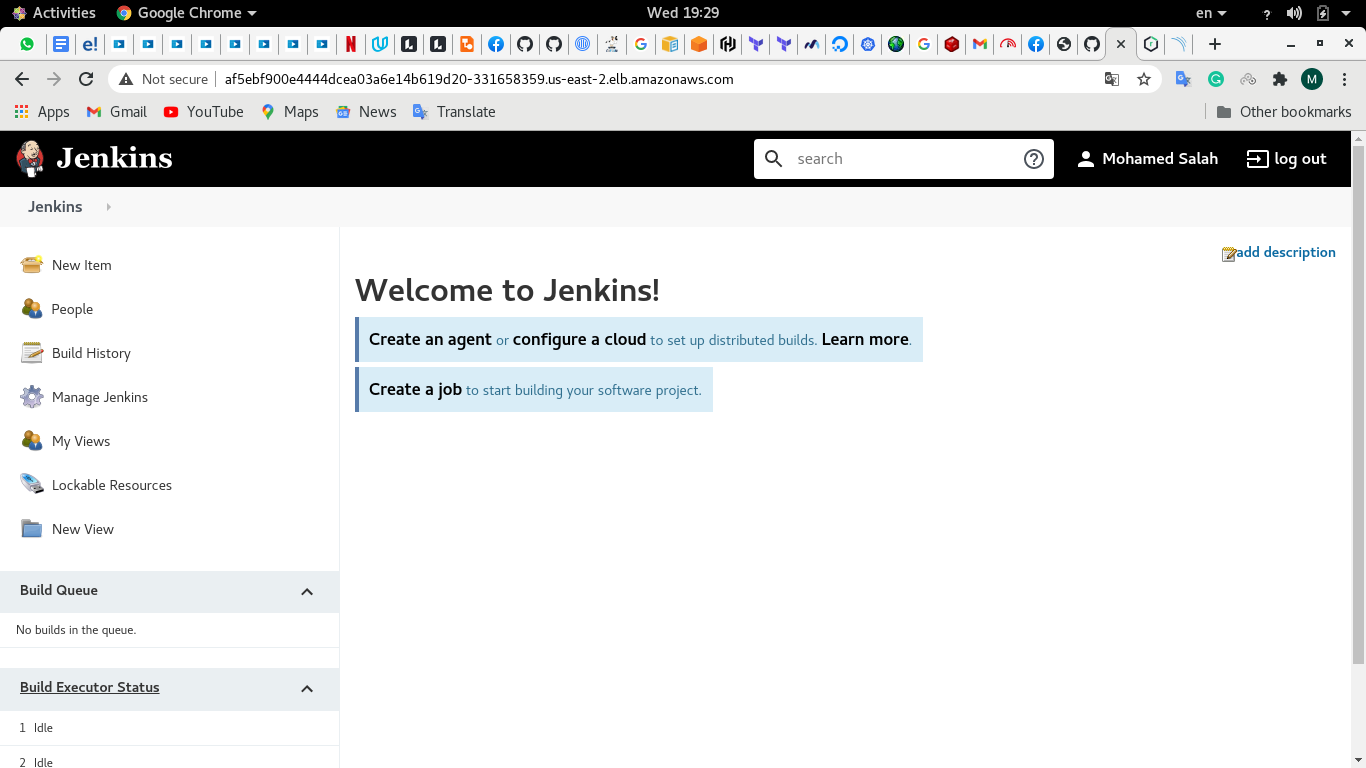 Activities Google Chrome Wed 19:29 en
Not secure af5ebf900e4444dcea03a6e14b619d20-331658359.us-east-2.elb.amazonaws.com M
Apps Gmail YouTube Maps News Translate Other bookmarks
Jenkins search Mohamed Salah log out
Jenkins
add description
New Item
People
Build History
Manage Jenkins
My Views
Lockable Resources
New View
Build Queue
No builds in the queue.
Build Executor Status
1 Idle
2 Idle
Welcome to Jenkins!
Create an agent or configure a cloud to set up distributed builds. Learn more.
Create a job to start building your software project.